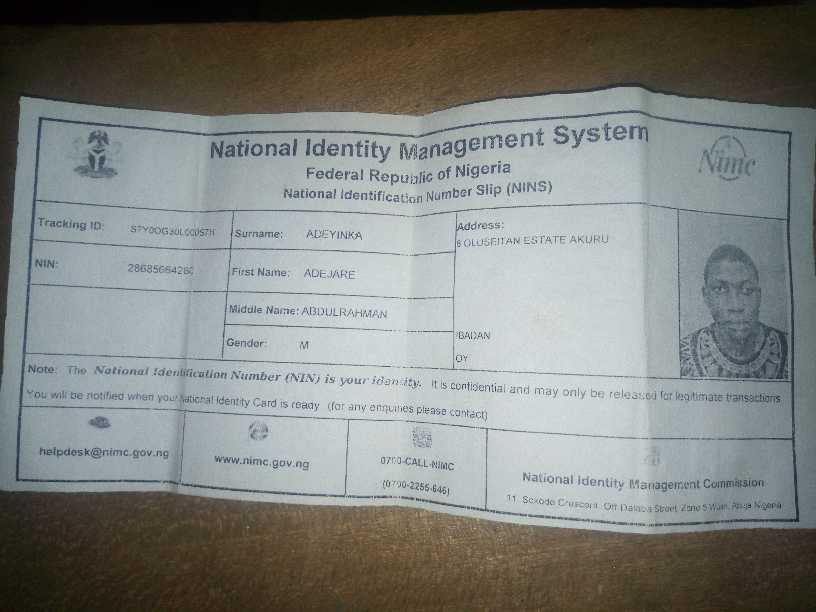 National Identity Management System
Federal Republic of Nigeria
National Identification Number Slip (NINS)
Nimc
Tracking ID:
Surname: ADEYINKA
Address:
OLUSEITAN ESTATE AKURU
NIN:
First Name: ADEJARE
Middle Name: ABDULRAHMAN
Gender: M
IBADAN
OY
Note: The National Identification Number (NIN) is your identity. It is confidential and may only be released for legitimate transactions
You will be notified when your National Identity Card is ready (for any enquiries please contact)
helpdesk@nimc.gov.ng
www.nimc.gov.ng
0700-CALL-NIMC
(0700-2255-646)
National Identity Management Commission
11, Sokode Crescent, Off Dalaba Street, Zone 5 Wuse, Abuja Nigeria